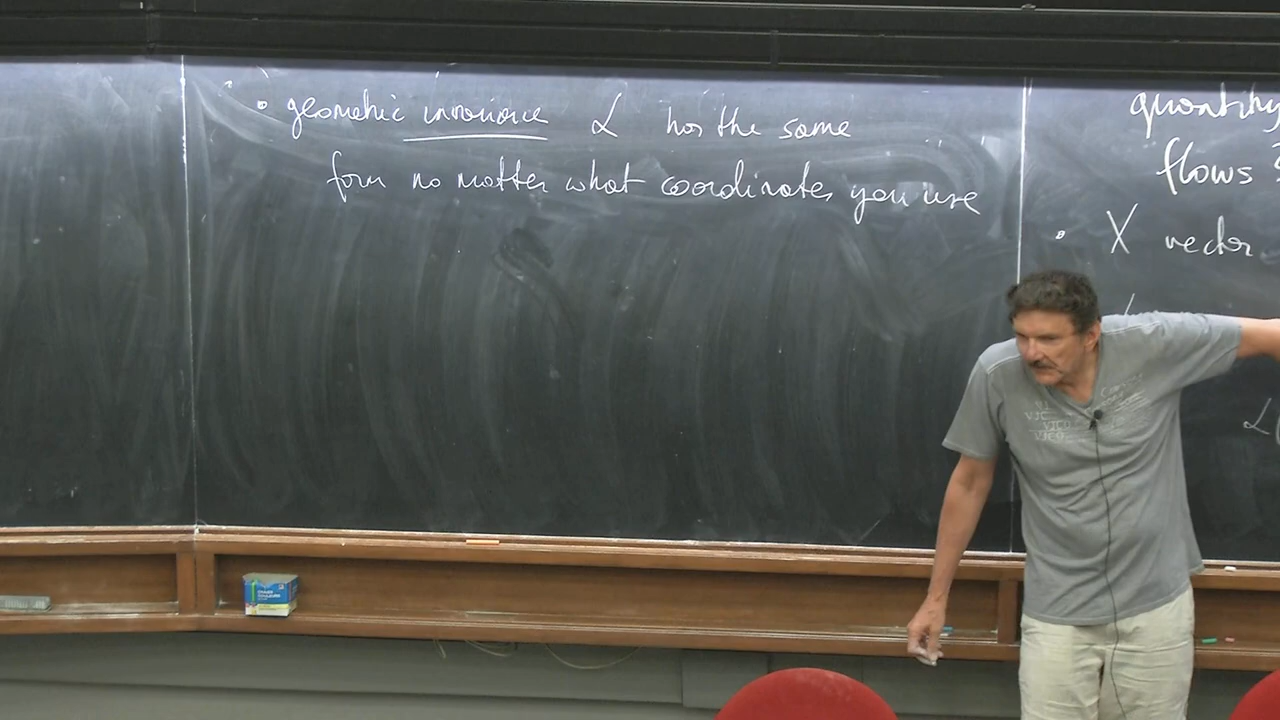 • geometric invariance L has the same
form no matter what coordinates you use
quantity
flows
• X vector
L